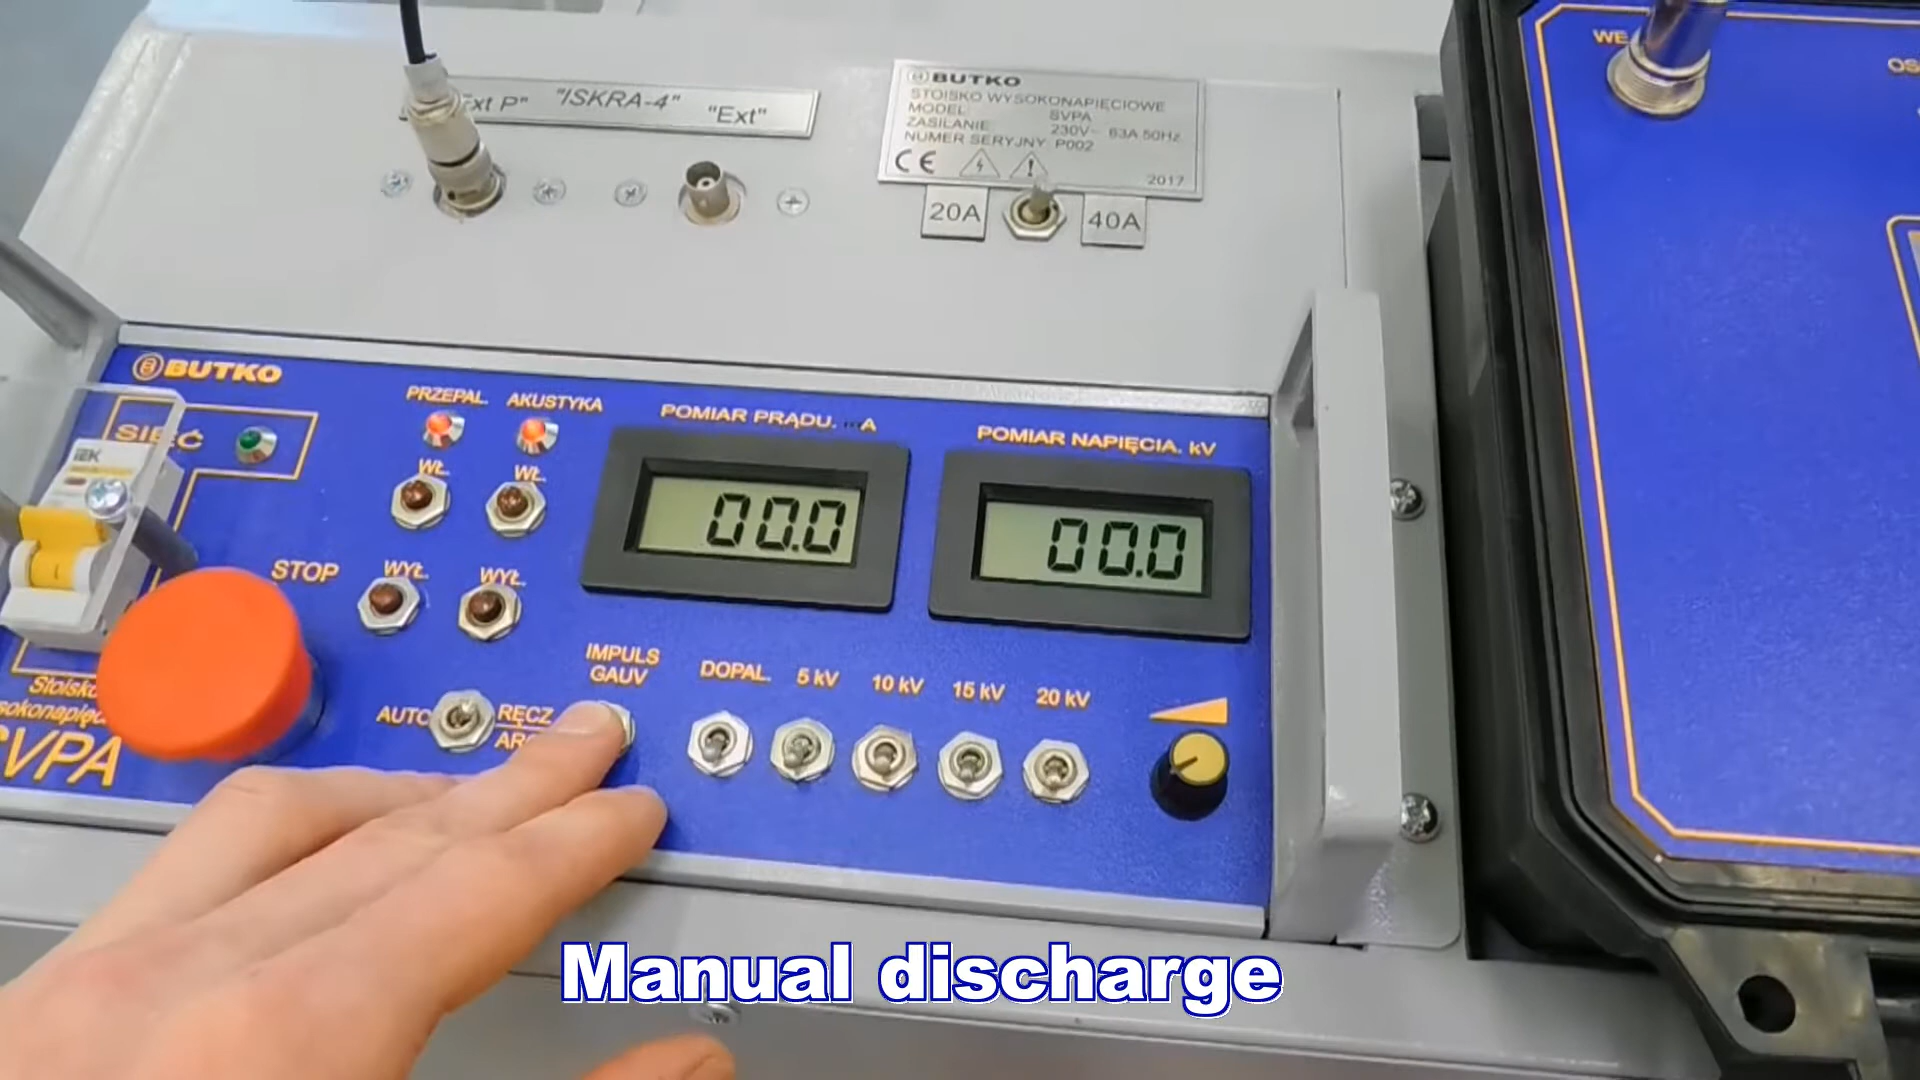 "ISKRA-4"
"Ext"
BUTKO
STOISKO WYSOKONAPIĘCIOWE
MODEL SVPA
ZASILANIE 230V~ 63A 50Hz
NUMER SERYJNY P002
CE
2017
20A
40A
WE
BUTKO
SIEĆ
IEK
PRZEPAL.
AKUSTYKA
WŁ.
WŁ.
POMIAR PRĄDU. A
POMIAR NAPIĘCIA. kV
00.0
00.0
STOP
WYŁ.
WYŁ.
IMPULS
GAUV
DOPAL.
5 kV
10 kV
15 kV
20 kV
AUTO
RĘCZ
SVPA
Manual discharge